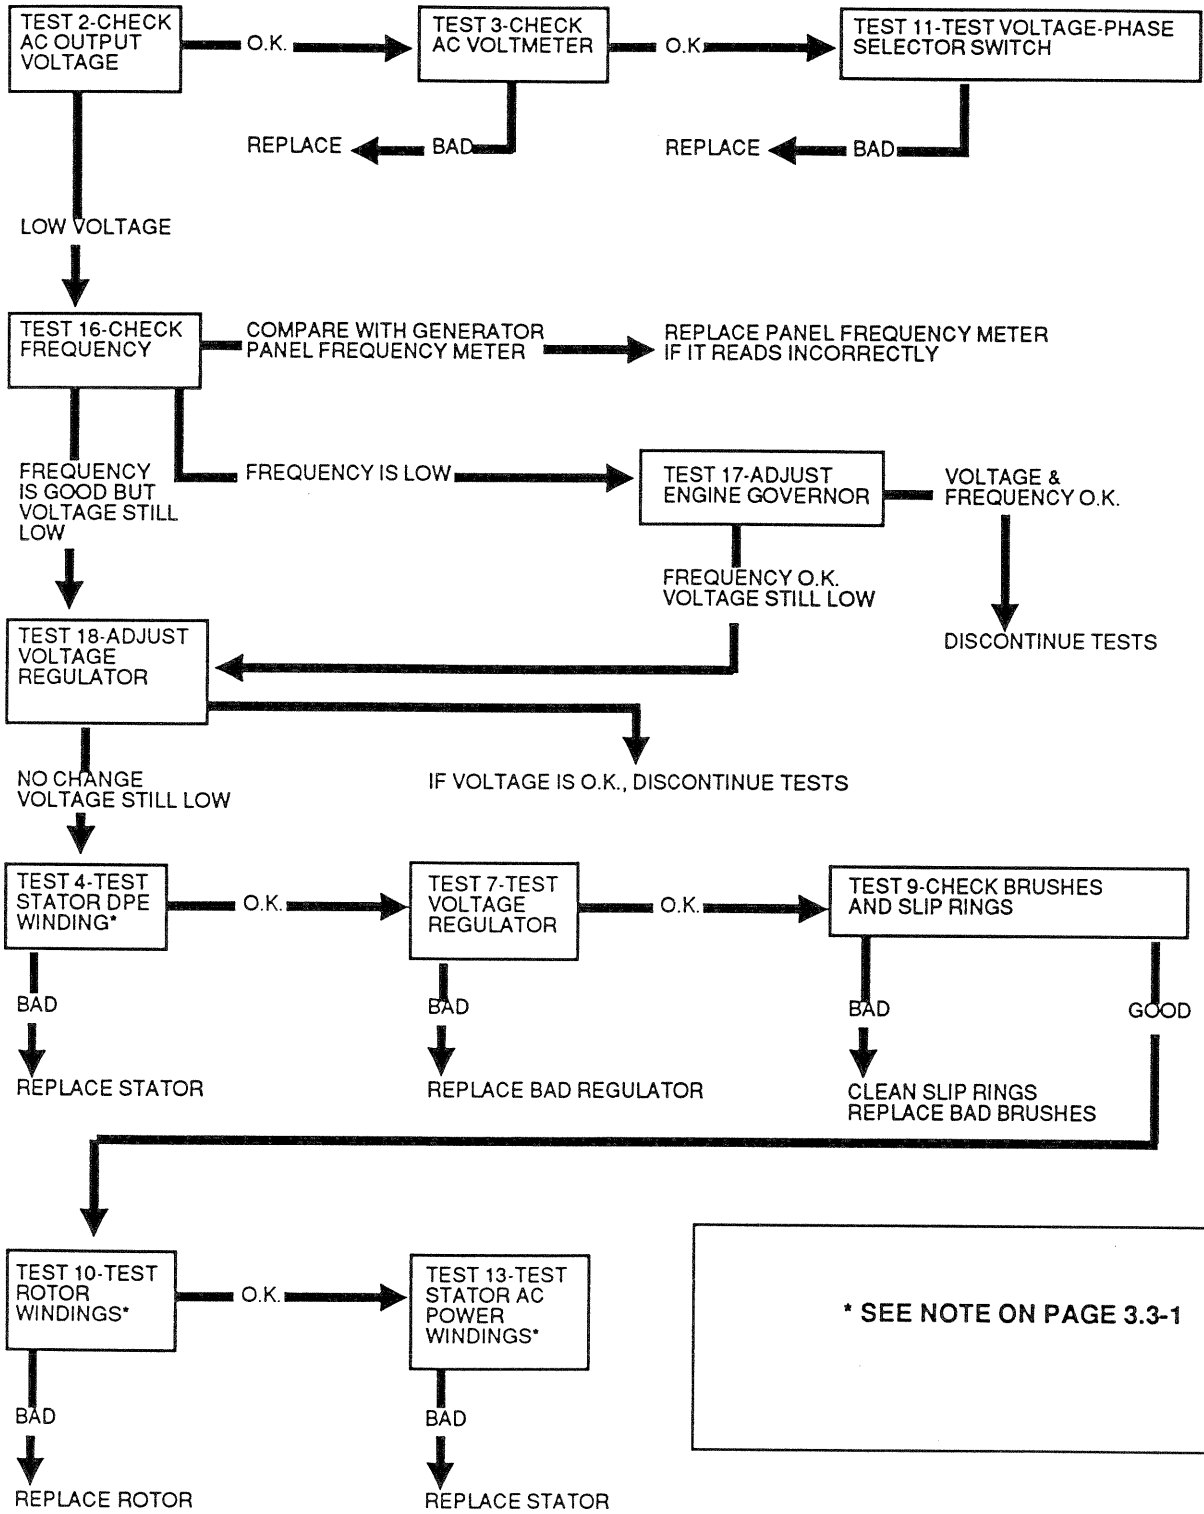 TEST 2-CHECK
AC OUTPUT
VOLTAGE
O.K.
TEST 3-CHECK
AC VOLTMETER
O.K.
TEST 11-TEST VOLTAGE-PHASE
SELECTOR SWITCH
REPLACE
BAD
REPLACE
BAD
LOW VOLTAGE
TEST 16-CHECK
FREQUENCY
COMPARE WITH GENERATOR
PANEL FREQUENCY METER
REPLACE PANEL FREQUENCY METER
IF IT READS INCORRECTLY
FREQUENCY
IS GOOD BUT
VOLTAGE STILL
LOW
FREQUENCY IS LOW
TEST 17-ADJUST
ENGINE GOVERNOR
VOLTAGE &
FREQUENCY O.K.
FREQUENCY O.K.
VOLTAGE STILL LOW
DISCONTINUE TESTS
TEST 18-ADJUST
VOLTAGE
REGULATOR
NO CHANGE
VOLTAGE STILL LOW
IF VOLTAGE IS O.K., DISCONTINUE TESTS
TEST 4-TEST
STATOR DPE
WINDING*
O.K.
TEST 7-TEST
VOLTAGE
REGULATOR
O.K.
TEST 9-CHECK BRUSHES
AND SLIP RINGS
BAD
BAD
BAD
GOOD
REPLACE STATOR
REPLACE BAD REGULATOR
CLEAN SLIP RINGS
REPLACE BAD BRUSHES
TEST 10-TEST
ROTOR
WINDINGS*
O.K.
TEST 13-TEST
STATOR AC
POWER
WINDINGS*
* SEE NOTE ON PAGE 3.3-1
BAD
BAD
REPLACE ROTOR
REPLACE STATOR